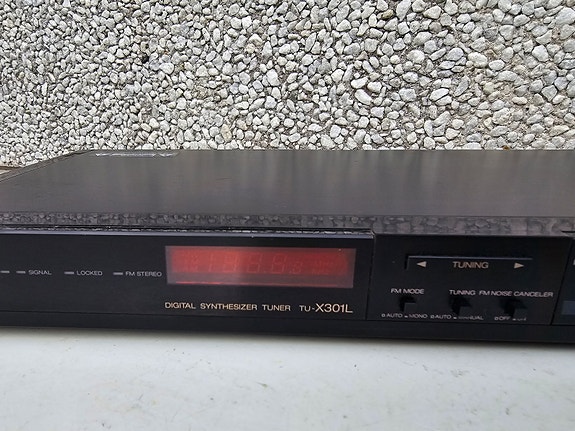 SIGNAL LOCKED FM STEREO
DIGITAL SYNTHESIZER TUNER TU-X301L
TUNING
FM MODE TUNING FM NOISE CANCELER
AUTO MONO AUTO OFF